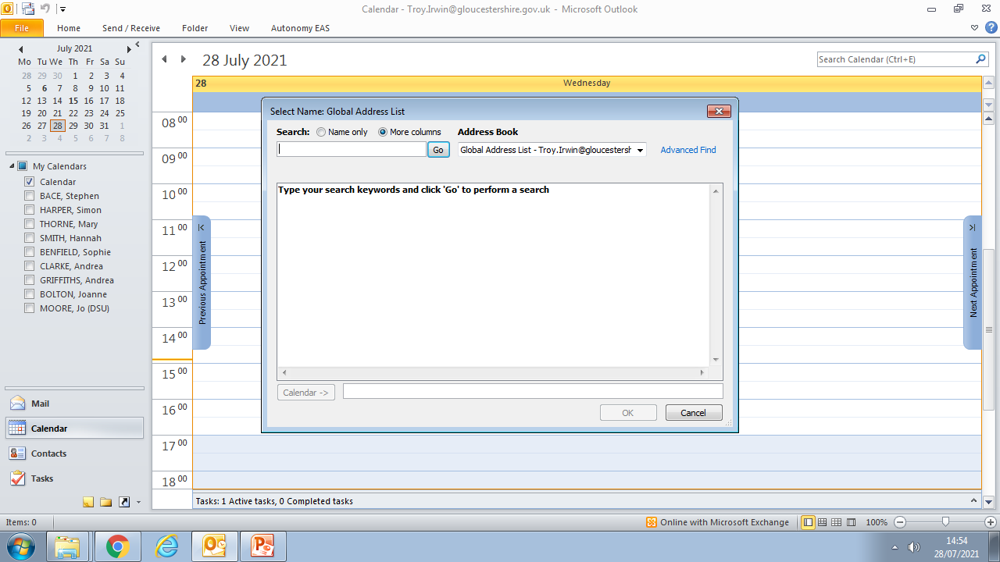 Calendar - Troy.Irwin@gloucestershire.gov.uk - Microsoft Outlook
File Home Send / Receive Folder View Autonomy EAS
July 2021
Mo Tu We Th Fr Sa Su
28 29 30 1 2 3 4
5 6 7 8 9 10 11
12 13 14 15 16 17 18
19 20 21 22 23 24 25
26 27 28 29 30 31 1
2 3 4 5 6 7 8
My Calendars
Calendar
BACE, Stephen
HARPER, Simon
THORNE, Mary
SMITH, Hannah
BENFIELD, Sophie
CLARKE, Andrea
GRIFFITHS, Andrea
BOLTON, Joanne
MOORE, Jo (DSU)
Mail
Calendar
Contacts
Tasks
28 July 2021
Search Calendar (Ctrl+E)
28 Wednesday
08 00
09 00
10 00
11 00
12 00
13 00
14 00
15 00
16 00
17 00
18 00
Previous Appointment
Next Appointment
Select Name: Global Address List
Search: Name only More columns Address Book
Go Global Address List - Troy.Irwin@gloucestersh Advanced Find
Type your search keywords and click 'Go' to perform a search
Calendar ->
OK Cancel
Tasks: 1 Active tasks, 0 Completed tasks
Items: 0 Online with Microsoft Exchange 100%
14:54
28/07/2021